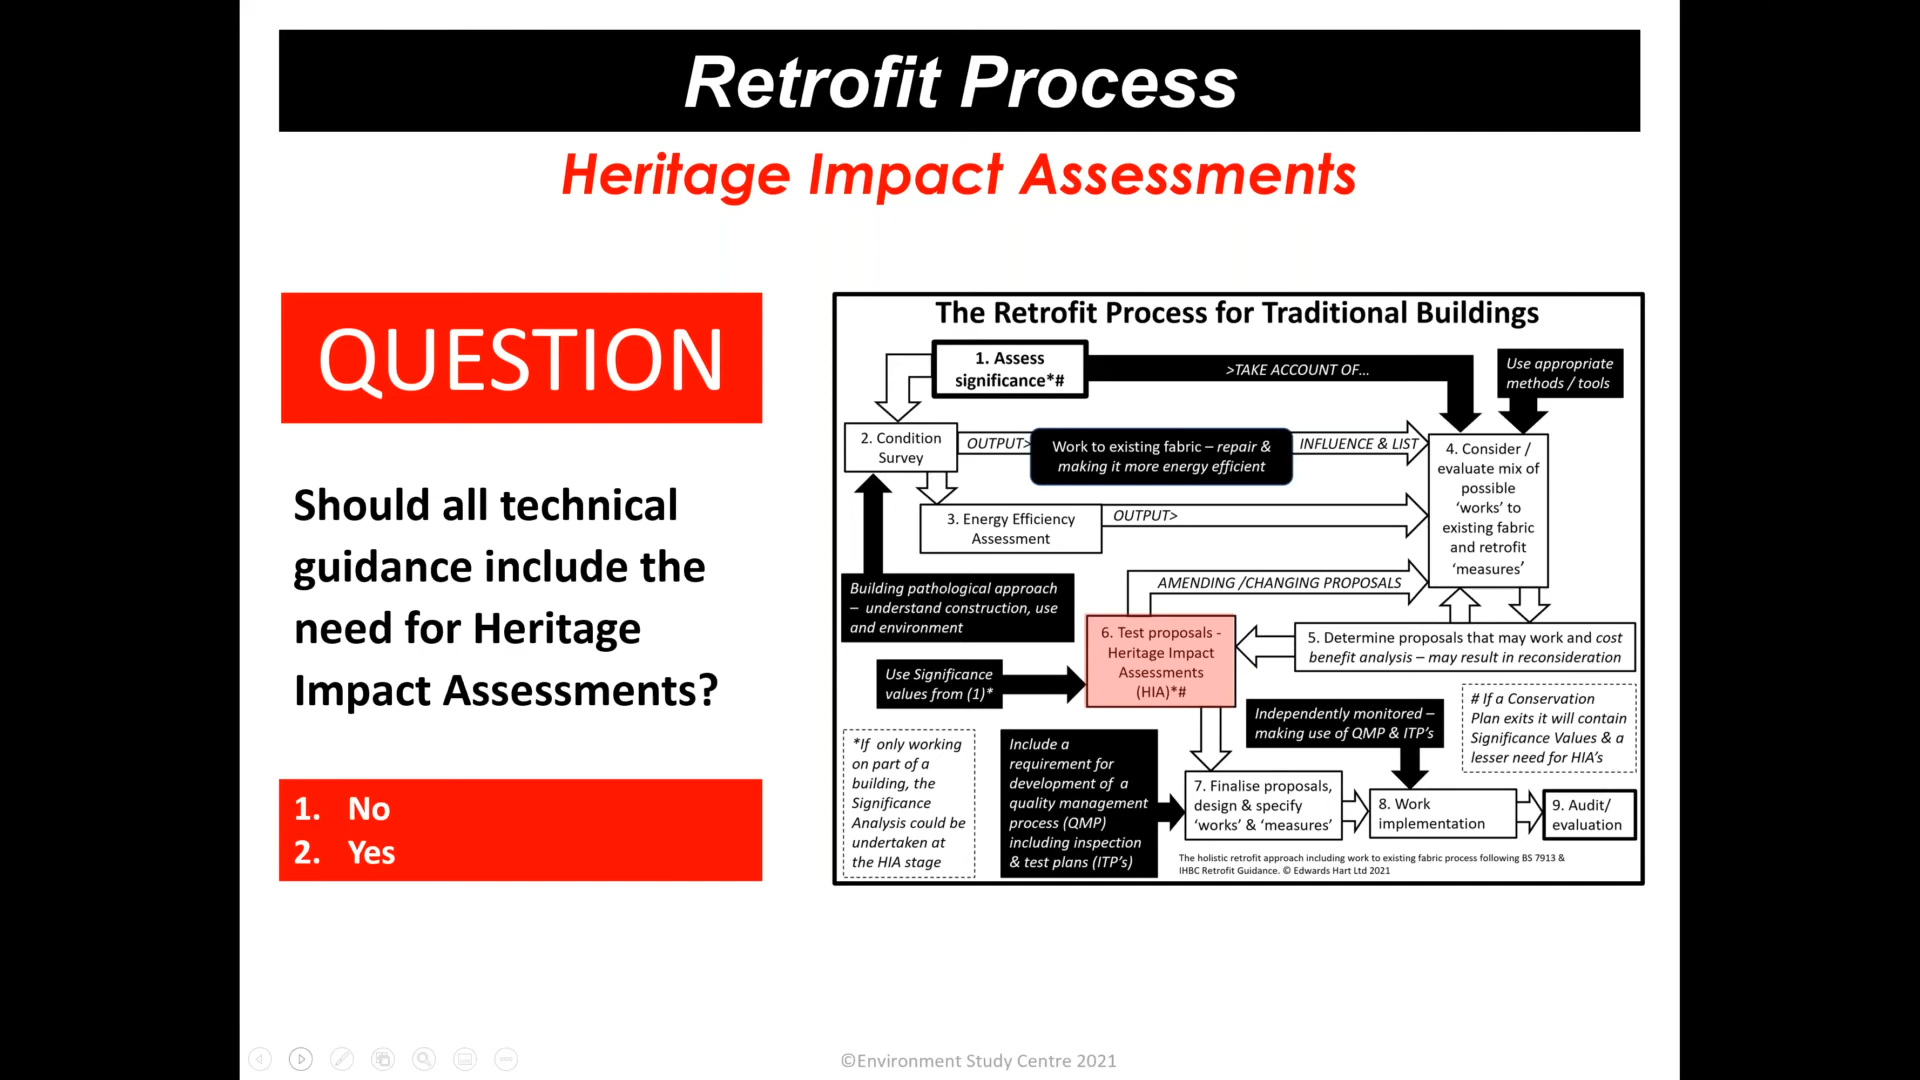 Retrofit Process
Heritage Impact Assessments
QUESTION
Should all technical
guidance include the
need for Heritage
Impact Assessments?
1. No
2. Yes
The Retrofit Process for Traditional Buildings
1. Assess
significance*#
>TAKE ACCOUNT OF...
Use appropriate
methods / tools
2. Condition
Survey
OUTPUT>
Work to existing fabric – repair &
making it more energy efficient
INFLUENCE & LIST
4. Consider /
evaluate mix of
possible
‘works’ to
existing fabric
and retrofit
‘measures’
3. Energy Efficiency
Assessment
OUTPUT>
Building pathological approach
– understand construction, use
and environment
AMENDING /CHANGING PROPOSALS
6. Test proposals -
Heritage Impact
Assessments
(HIA)*#
5. Determine proposals that may work and cost
benefit analysis – may result in reconsideration
Use Significance
values from (1)*
# If a Conservation
Plan exits it will contain
Significance Values & a
lesser need for HIA’s
Independently monitored –
making use of QMP & ITP’s
*If only working
on part of a
building, the
Significance
Analysis could be
undertaken at
the HIA stage
Include a
requirement for
development of a
quality management
process (QMP)
including inspection
& test plans (ITP’s)
7. Finalise proposals,
design & specify
‘works’ & ‘measures’
8. Work
implementation
9. Audit/
evaluation
The holistic retrofit approach including work to existing fabric process following BS 7913 &
IHBC Retrofit Guidance. © Edwards Hart Ltd 2021
©Environment Study Centre 2021